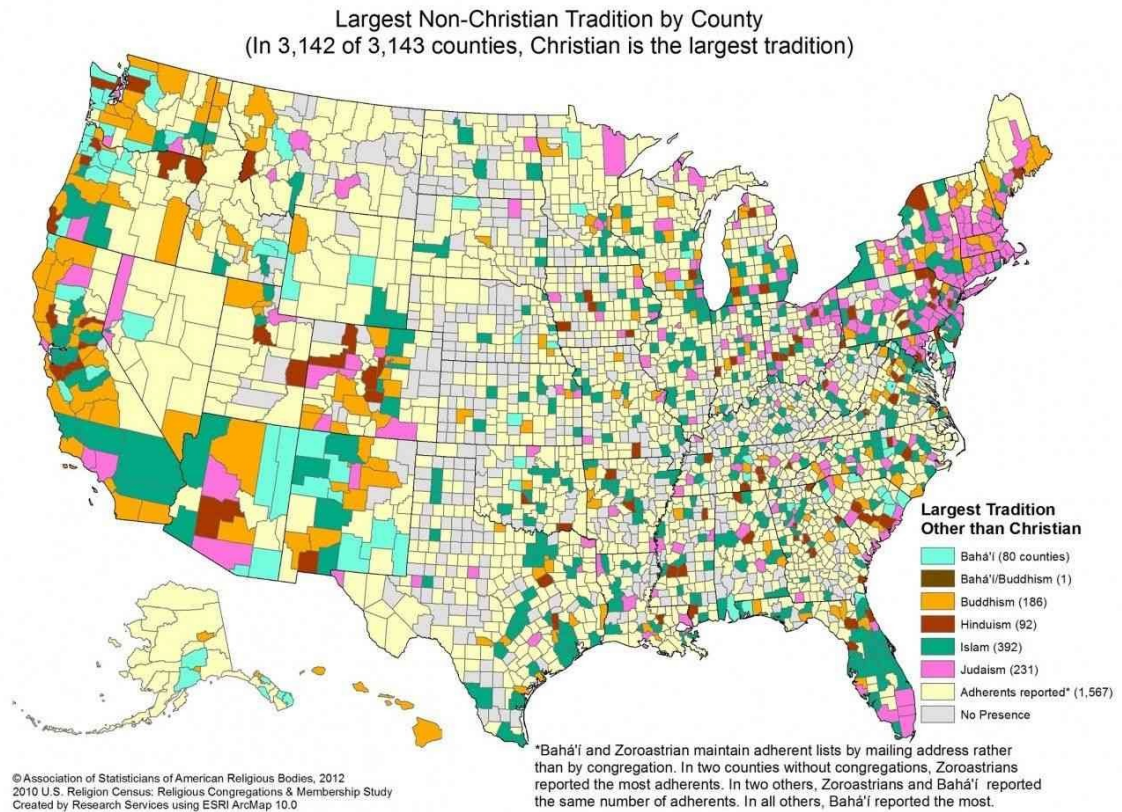 Largest Non-Christian Tradition by County
(In 3,142 of 3,143 counties, Christian is the largest tradition)
Largest Tradition
Other than Christian
Bahá'í (80 counties)
Bahá'í/Buddhism (1)
Buddhism (186)
Hinduism (92)
Islam (392)
Judaism (231)
Adherents reported* (1,567)
No Presence
*Bahá'í and Zoroastrian maintain adherent lists by mailing address rather
than by congregation. In two counties without congregations, Zoroastrians
reported the most adherents. In two others, Zoroastrians and Bahá'í reported
the same number of adherents. In all others, Bahá'í reported the most.
© Association of Statisticians of American Religious Bodies, 2012
2010 U.S. Religion Census: Religious Congregations & Membership Study
Created by Research Services using ESRI ArcMap 10.0